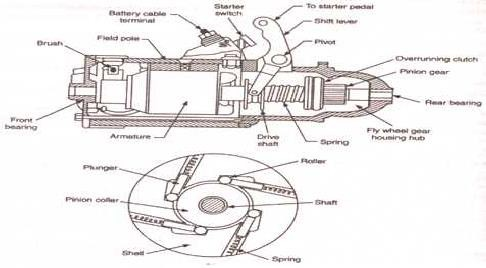 Battery cable
terminal
Starter
switch
To starter pedal
Shift lever
Brush
Field pole
Pivot
Overrunning clutch
Pinion gear
Rear bearing
Front
bearing
Armature
Drive
shaft
Spring
Fly wheel gear
housing hub
Plunger
Roller
Pinion coller
Shaft
Shell
Spring